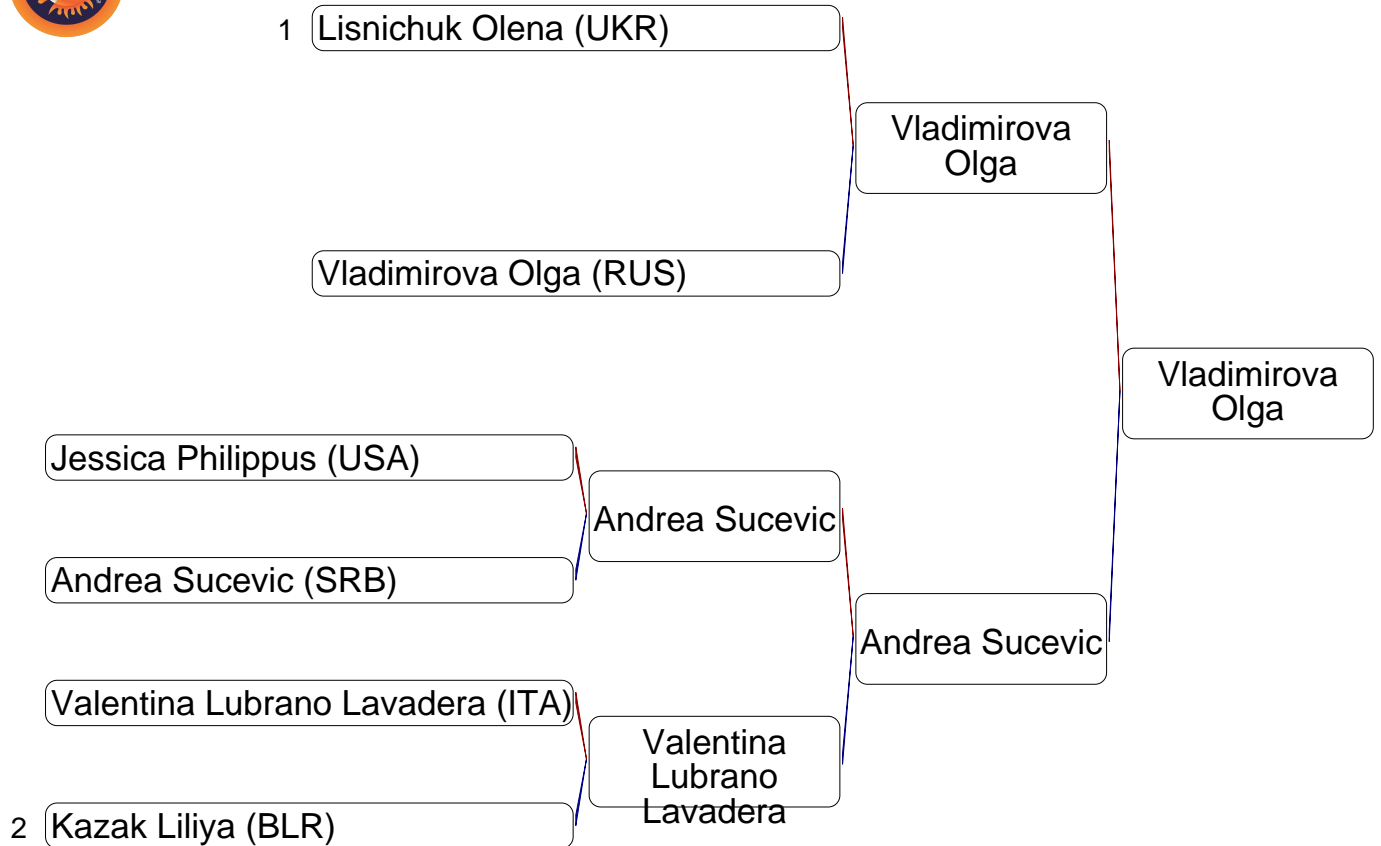 1 Lisnichuk Olena (UKR)
Vladimirova
Olga
Vladimirova Olga (RUS)
Vladimirova
Olga
Jessica Philippus (USA)
Andrea Sucevic
Andrea Sucevic (SRB)
Andrea Sucevic
Valentina Lubrano Lavadera (ITA)
Valentina
Lubrano
Lavadera
2 Kazak Liliya (BLR)